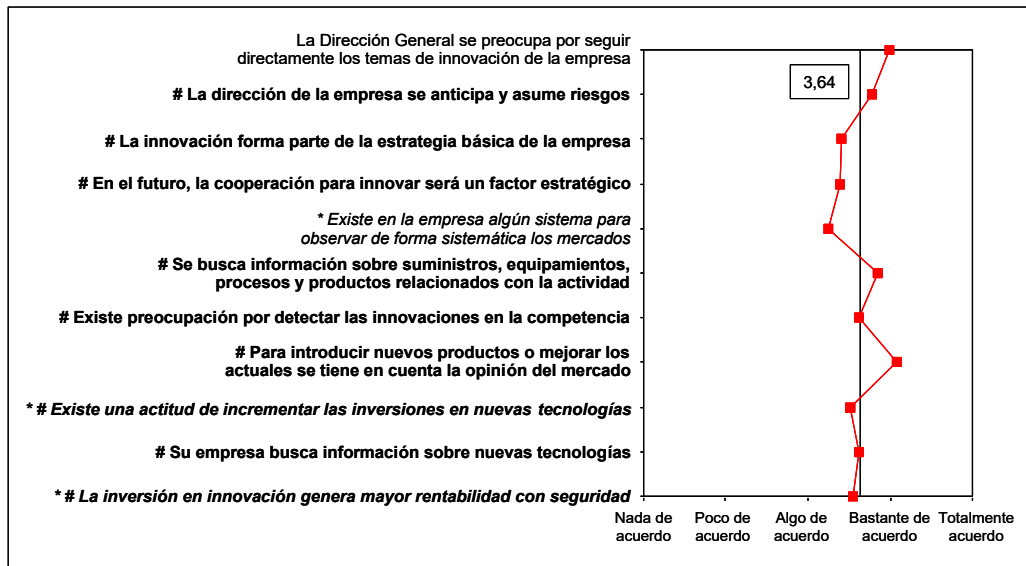 La Dirección General se preocupa por seguir
directamente los temas de innovación de la empresa
3,64
# La dirección de la empresa se anticipa y asume riesgos
# La innovación forma parte de la estrategia básica de la empresa
# En el futuro, la cooperación para innovar será un factor estratégico
* Existe en la empresa algún sistema para
observar de forma sistemática los mercados
# Se busca información sobre suministros, equipamientos,
procesos y productos relacionados con la actividad
# Existe preocupación por detectar las innovaciones en la competencia
# Para introducir nuevos productos o mejorar los
actuales se tiene en cuenta la opinión del mercado
* # Existe una actitud de incrementar las inversiones en nuevas tecnologías
# Su empresa busca información sobre nuevas tecnologías
* # La inversión en innovación genera mayor rentabilidad con seguridad
Nada de
acuerdo
Poco de
acuerdo
Algo de
acuerdo
Bastante de
acuerdo
Totalmente
acuerdo